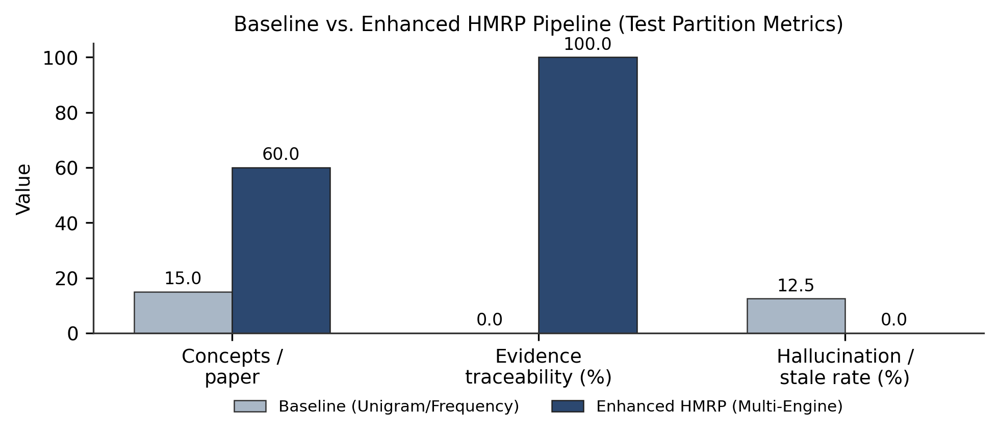 Baseline vs. Enhanced HMRP Pipeline (Test Partition Metrics)
Value
100
80
60
40
20
0
15.0
60.0
0.0
100.0
12.5
0.0
Concepts /
paper
Evidence
traceability (%)
Hallucination /
stale rate (%)
Baseline (Unigram/Frequency)
Enhanced HMRP (Multi-Engine)